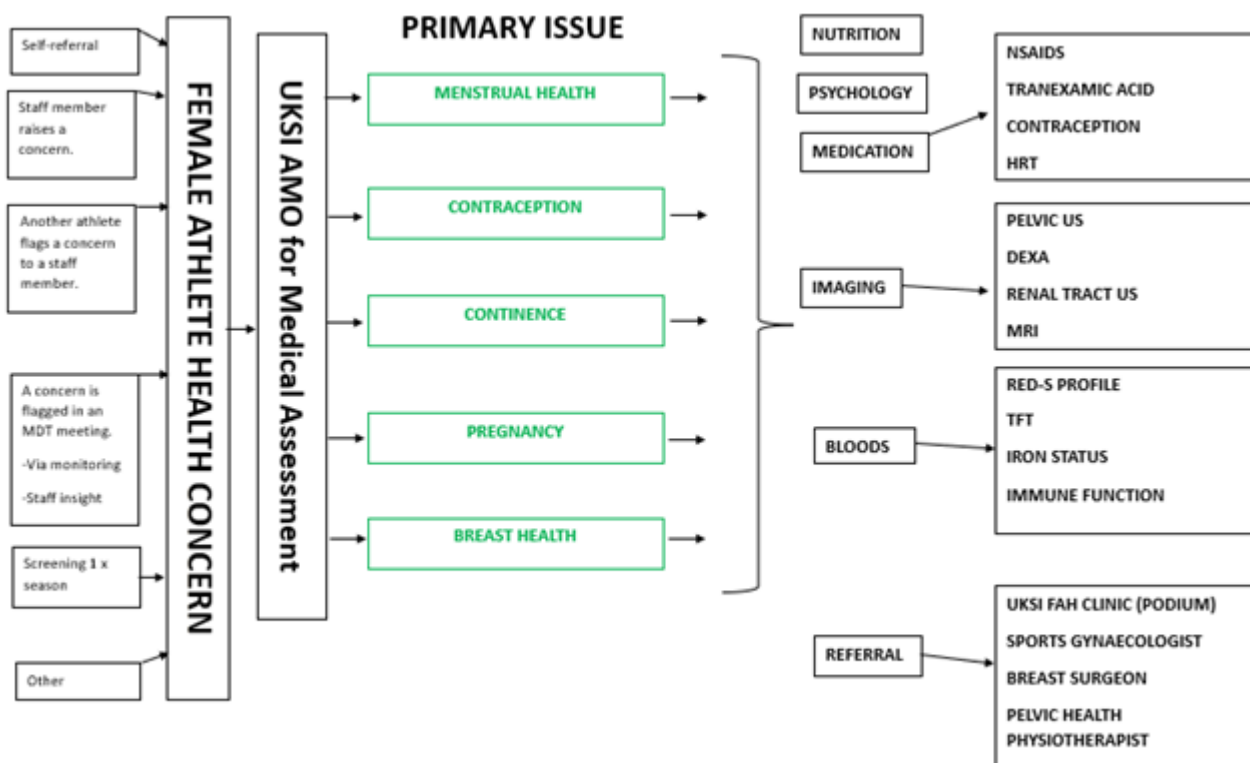 PRIMARY ISSUE
Self-referral
Staff member
raises a
concern.
Another athlete
flags a concern
to a staff
member.
A concern is
flagged in an
MDT meeting.
-Via monitoring
-Staff insight
Screening 1 x
season
Other
FEMALE ATHLETE HEALTH CONCERN
UKSI AMO for Medical Assessment
MENSTRUAL HEALTH
CONTRACEPTION
CONTINENCE
PREGNANCY
BREAST HEALTH
NUTRITION
PSYCHOLOGY
MEDICATION
NSAIDS
TRANEXAMIC ACID
CONTRACEPTION
HRT
IMAGING
PELVIC US
DEXA
RENAL TRACT US
MRI
BLOODS
RED-S PROFILE
TFT
IRON STATUS
IMMUNE FUNCTION
REFERRAL
UKSI FAH CLINIC (PODIUM)
SPORTS GYNAECOLOGIST
BREAST SURGEON
PELVIC HEALTH
PHYSIOTHERAPIST